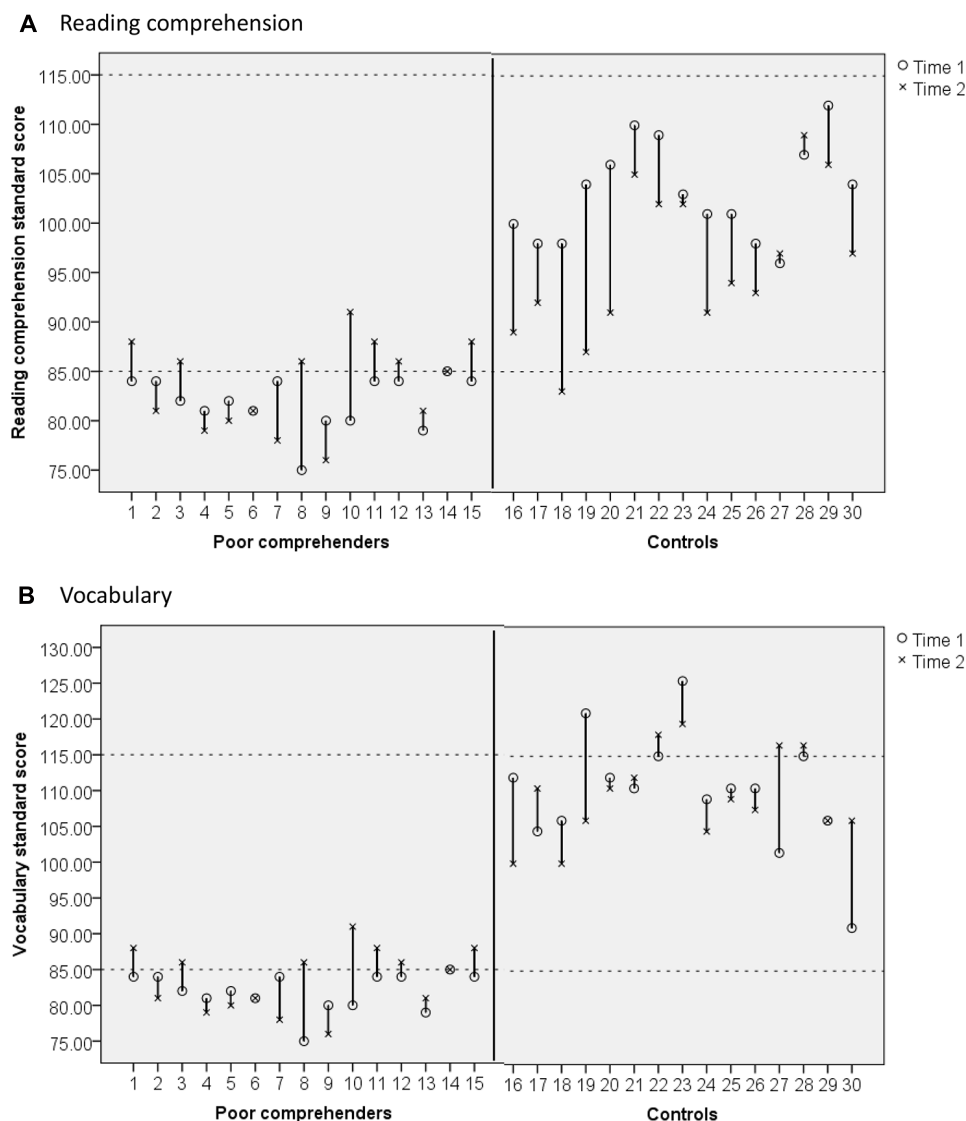 A Reading comprehension
Time 1
Time 2
Reading comprehension standard score
115.00
110.00
105.00
100.00
95.00
90.00
85.00
80.00
75.00
1 2 3 4 5 6 7 8 9 10 11 12 13 14 15 16 17 18 19 20 21 22 23 24 25 26 27 28 29 30
Poor comprehenders Controls
B Vocabulary
Time 1
Time 2
Vocabulary standard score
130.00
125.00
120.00
115.00
110.00
105.00
100.00
95.00
90.00
85.00
80.00
75.00
1 2 3 4 5 6 7 8 9 10 11 12 13 14 15 16 17 18 19 20 21 22 23 24 25 26 27 28 29 30
Poor comprehenders Controls